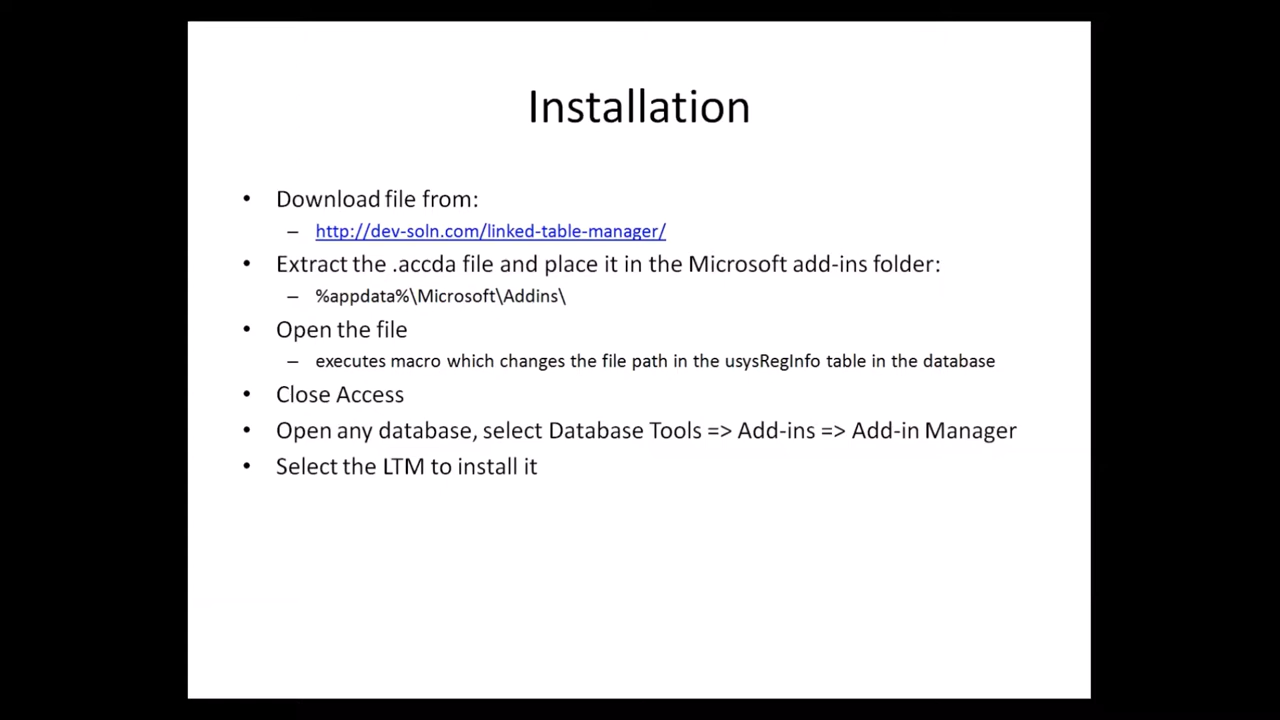 Installation
• Download file from:
– http://dev-soln.com/linked-table-manager/
• Extract the .accda file and place it in the Microsoft add-ins folder:
– %appdata%\Microsoft\Addins\
• Open the file
– executes macro which changes the file path in the usysRegInfo table in the database
• Close Access
• Open any database, select Database Tools => Add-ins => Add-in Manager
• Select the LTM to install it